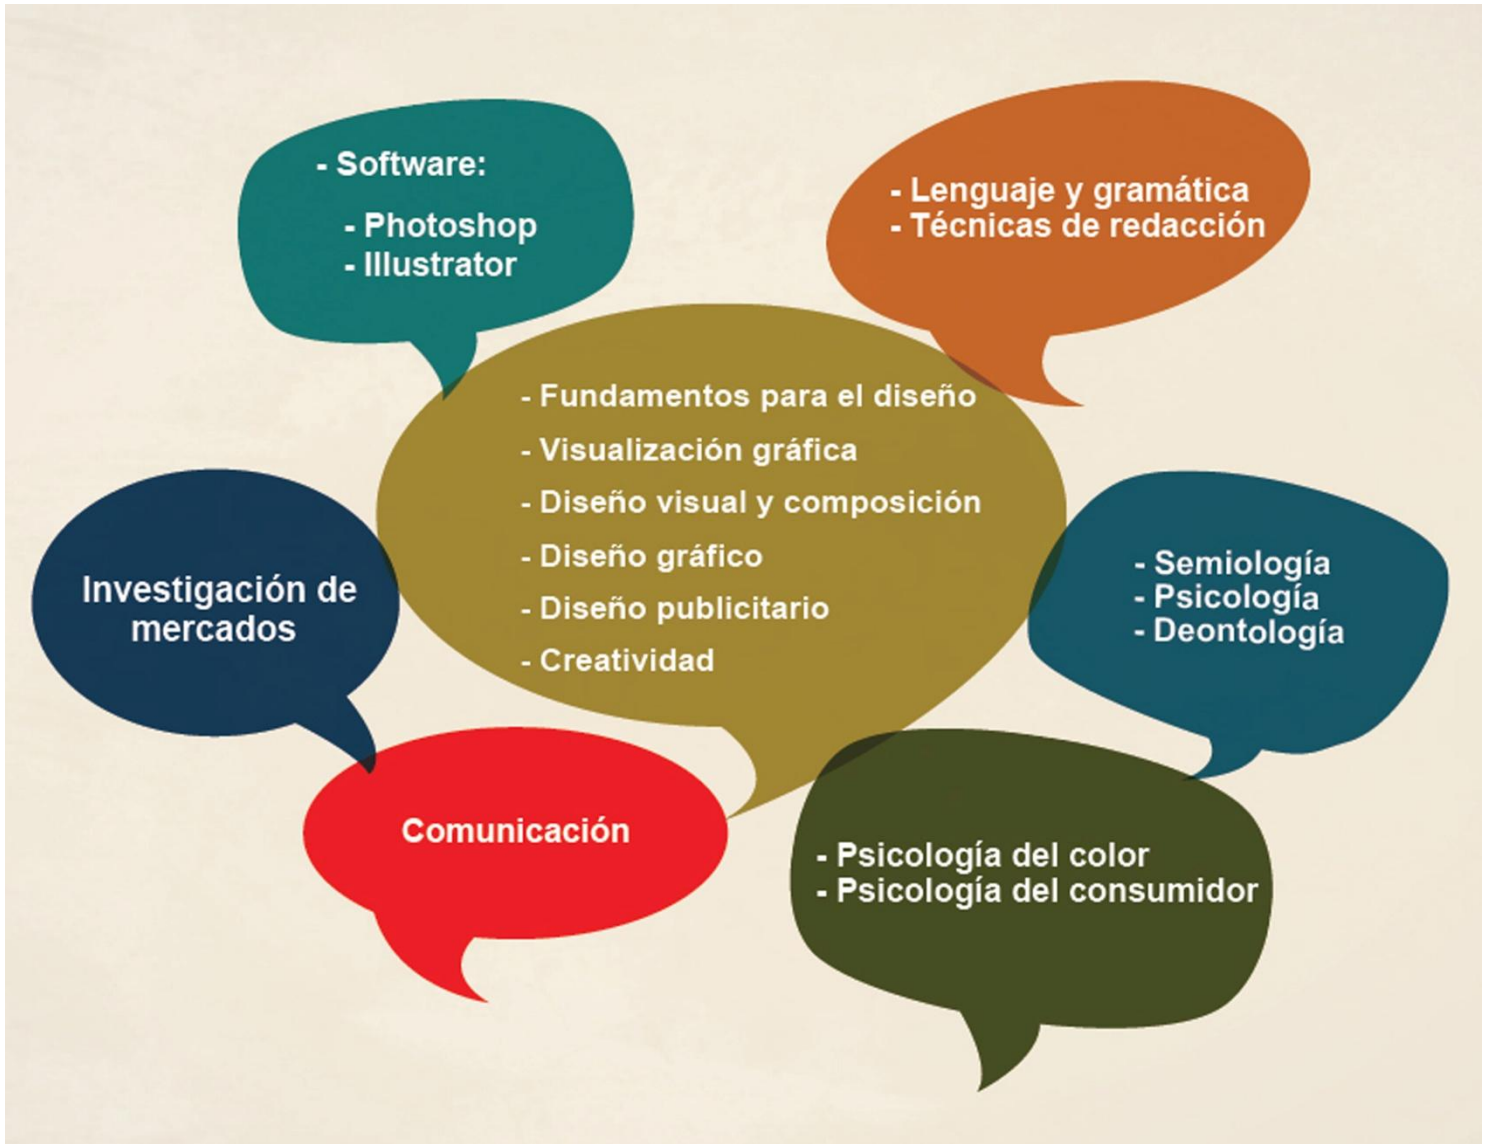 - Software:
- Photoshop
- Illustrator
- Lenguaje y gramática
- Técnicas de redacción
- Fundamentos para el diseño
- Visualización gráfica
- Diseño visual y composición
- Diseño gráfico
- Diseño publicitario
- Creatividad
Investigación de
mercados
- Semiología
- Psicología
- Deontología
Comunicación
- Psicología del color
- Psicología del consumidor